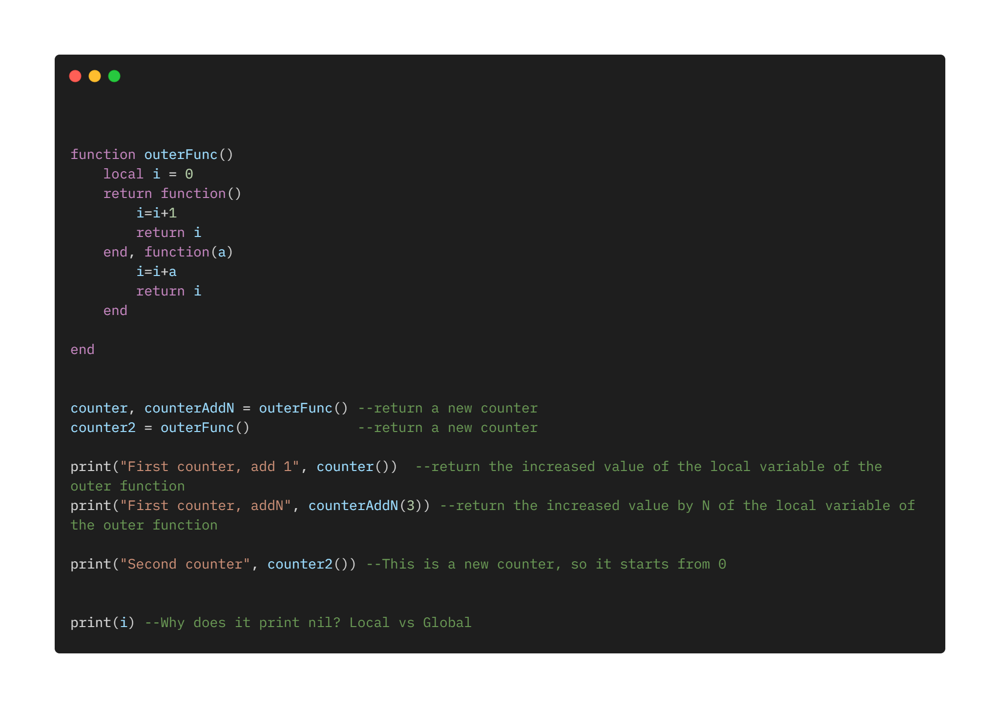 function outerFunc()
    local i = 0
    return function()
        i=i+1
        return i
    end, function(a)
        i=i+a
        return i
    end
end
counter, counterAddN = outerFunc() --return a new counter
counter2 = outerFunc()             --return a new counter
print("First counter, add 1", counter())  --return the increased value of the local variable of the
outer function
print("First counter, addN", counterAddN(3)) --return the increased value by N of the local variable of
the outer function
print("Second counter", counter2()) --This is a new counter, so it starts from 0
print(i) --Why does it print nil? Local vs Global